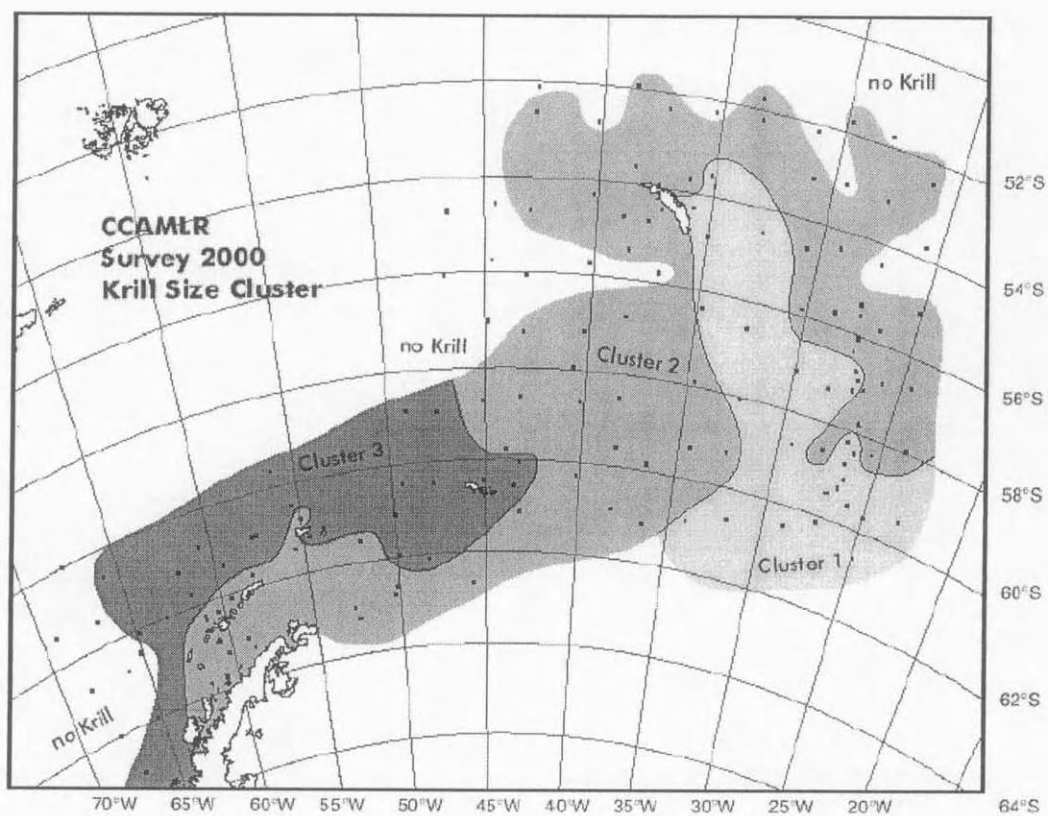 no Krill
52°S
CCAMLR
Survey 2000
Krill Size Cluster
54°S
no Krill
Cluster 2
56°S
Cluster 3
58°S
Cluster 1
60°S
no Krill
62°S
70°W 65°W 60°W 55°W 50°W 45°W 40°W 35°W 30°W 25°W 20°W 64°S